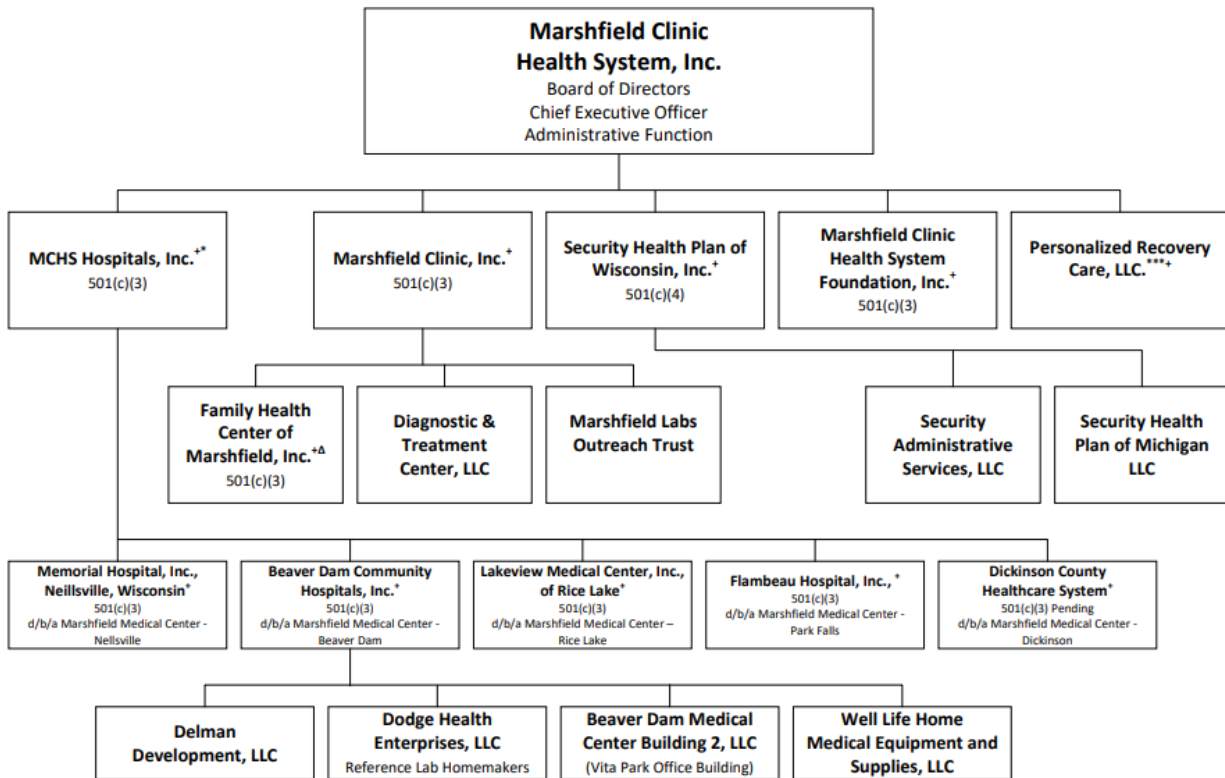 Marshfield Clinic
Health System, Inc.
Board of Directors
Chief Executive Officer
Administrative Function
MCHS Hospitals, Inc.+*
501(c)(3)
Marshfield Clinic, Inc.+
501(c)(3)
Security Health Plan of
Wisconsin, Inc.+
501(c)(4)
Marshfield Clinic
Health System
Foundation, Inc.+
501(c)(3)
Personalized Recovery
Care, LLC.***+
Family Health
Center of
Marshfield, Inc.+Δ
501(c)(3)
Diagnostic &
Treatment
Center, LLC
Marshfield Labs
Outreach Trust
Security
Administrative
Services, LLC
Security Health
Plan of Michigan
LLC
Memorial Hospital, Inc.,
Neillsville, Wisconsin+
501(c)(3)
d/b/a Marshfield Medical Center -
Nellsville
Beaver Dam Community
Hospitals, Inc.+
501(c)(3)
d/b/a Marshfield Medical Center -
Beaver Dam
Lakeview Medical Center, Inc.,
of Rice Lake+
501(c)(3)
d/b/a Marshfield Medical Center –
Rice Lake
Flambeau Hospital, Inc., +
501(c)(3)
d/b/a Marshfield Medical Center -
Park Falls
Dickinson County
Healthcare System+
501(c)(3) Pending
d/b/a Marshfield Medical Center -
Dickinson
Delman
Development, LLC
Dodge Health
Enterprises, LLC
Reference Lab Homemakers
Beaver Dam Medical
Center Building 2, LLC
(Vita Park Office Building)
Well Life Home
Medical Equipment and
Supplies, LLC